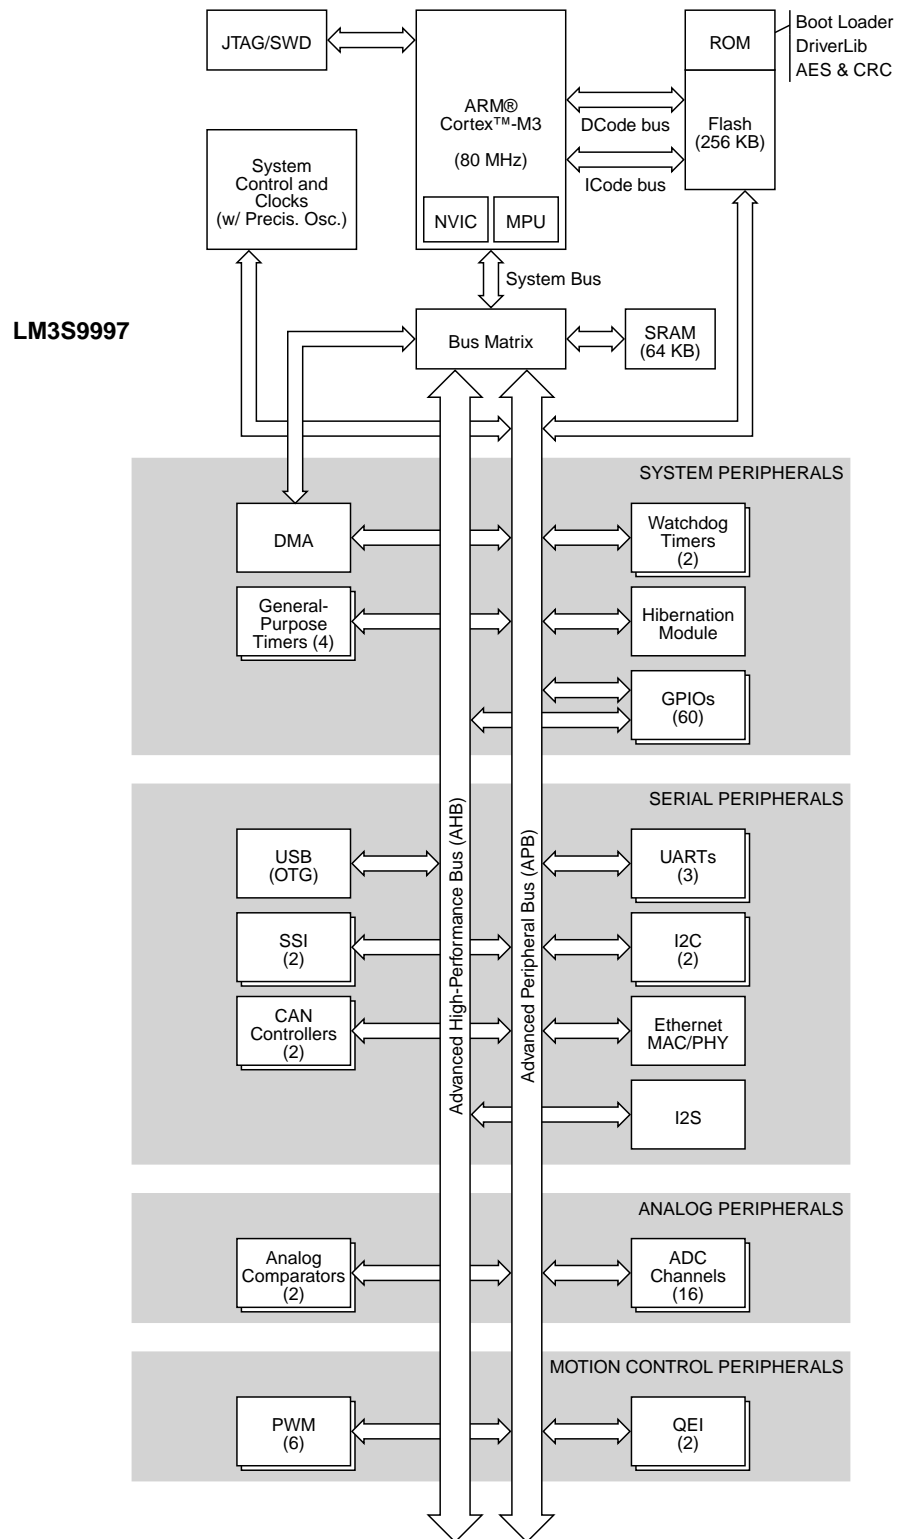 JTAG/SWD
ARM®
Cortex™-M3
(80 MHz)
NVIC
MPU
ROM
Boot Loader
DriverLib
AES & CRC
Flash
(256 KB)
DCode bus
ICode bus
System
Control and
Clocks
(w/ Precis. Osc.)
System Bus
LM3S9997
Bus Matrix
SRAM
(64 KB)
SYSTEM PERIPHERALS
DMA
Watchdog
Timers
(2)
General-
Purpose
Timers (4)
Hibernation
Module
GPIOs
(60)
Advanced High-Performance Bus (AHB)
Advanced Peripheral Bus (APB)
SERIAL PERIPHERALS
USB
(OTG)
UARTs
(3)
SSI
(2)
I2C
(2)
CAN
Controllers
(2)
Ethernet
MAC/PHY
I2S
ANALOG PERIPHERALS
Analog
Comparators
(2)
ADC
Channels
(16)
MOTION CONTROL PERIPHERALS
PWM
(6)
QEI
(2)